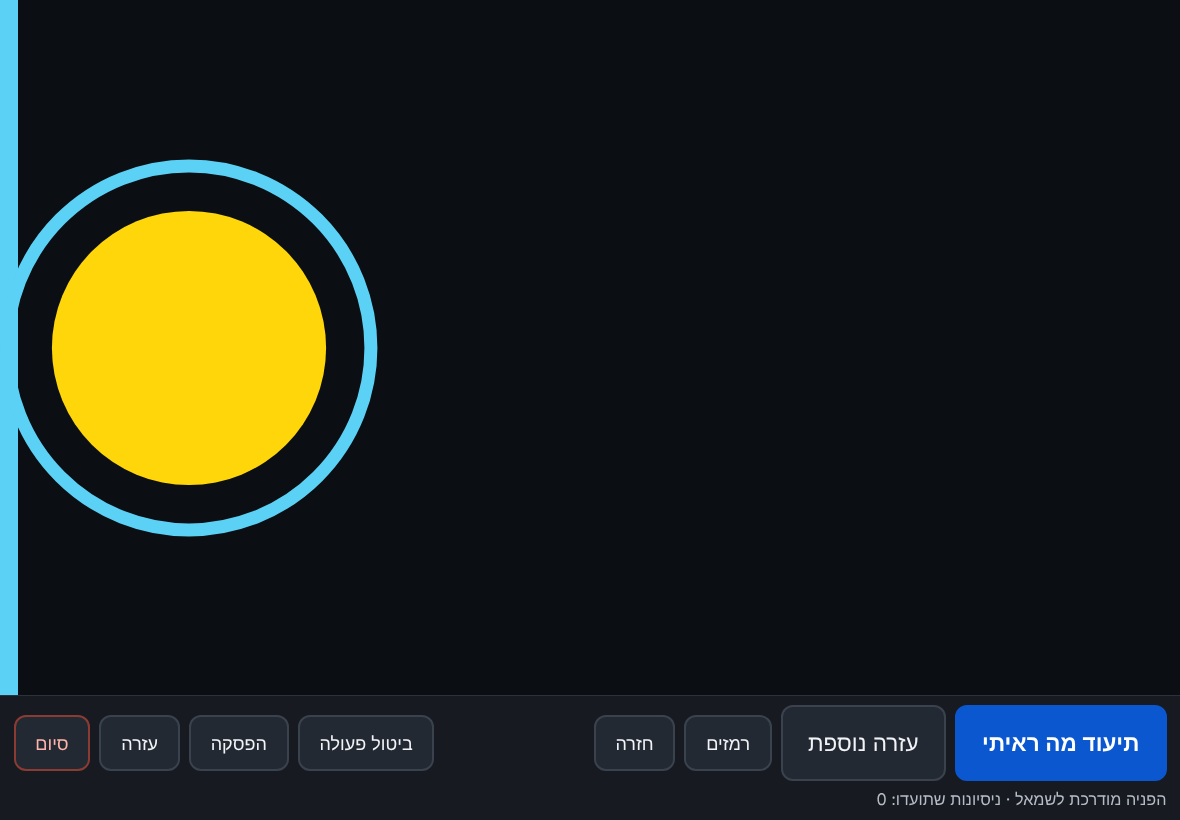 תיעוד מה ראיתי
עזרה נוספת
רמזים
חזרה
ביטול פעולה
הפסקה
עזרה
סיום
הפניה מודרכת לשמאל · ניסיונות שתועדו: 0